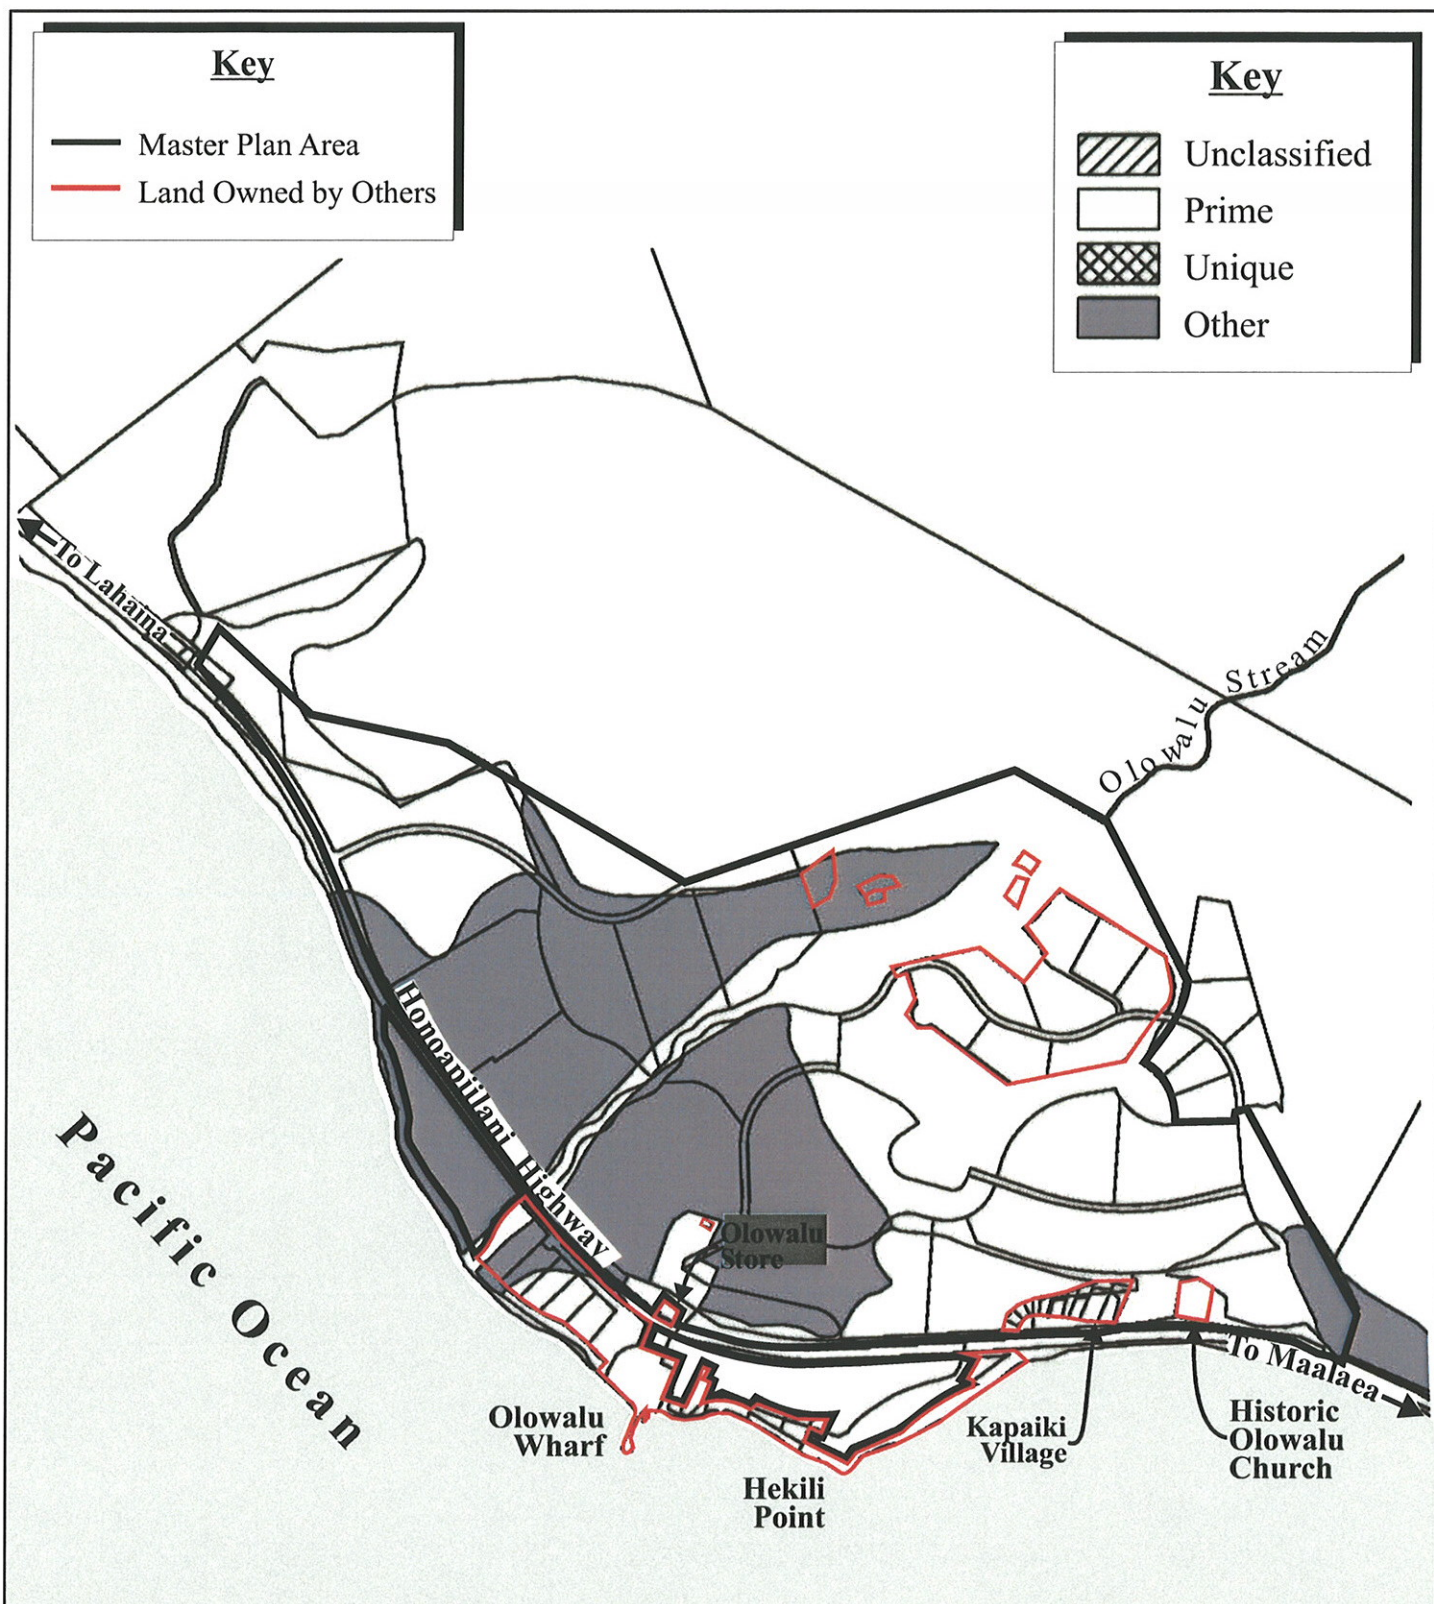 Key
Master Plan Area
Land Owned by Others
Key
Unclassified
Prime
Unique
Other
To Lahaina
Olowalu Stream
Honoapiilani Highway
Pacific Ocean
Olowalu
Store
To Maalaea
Olowalu
Wharf
Hekili
Point
Kapaiki
Village
Historic
Olowalu
Church